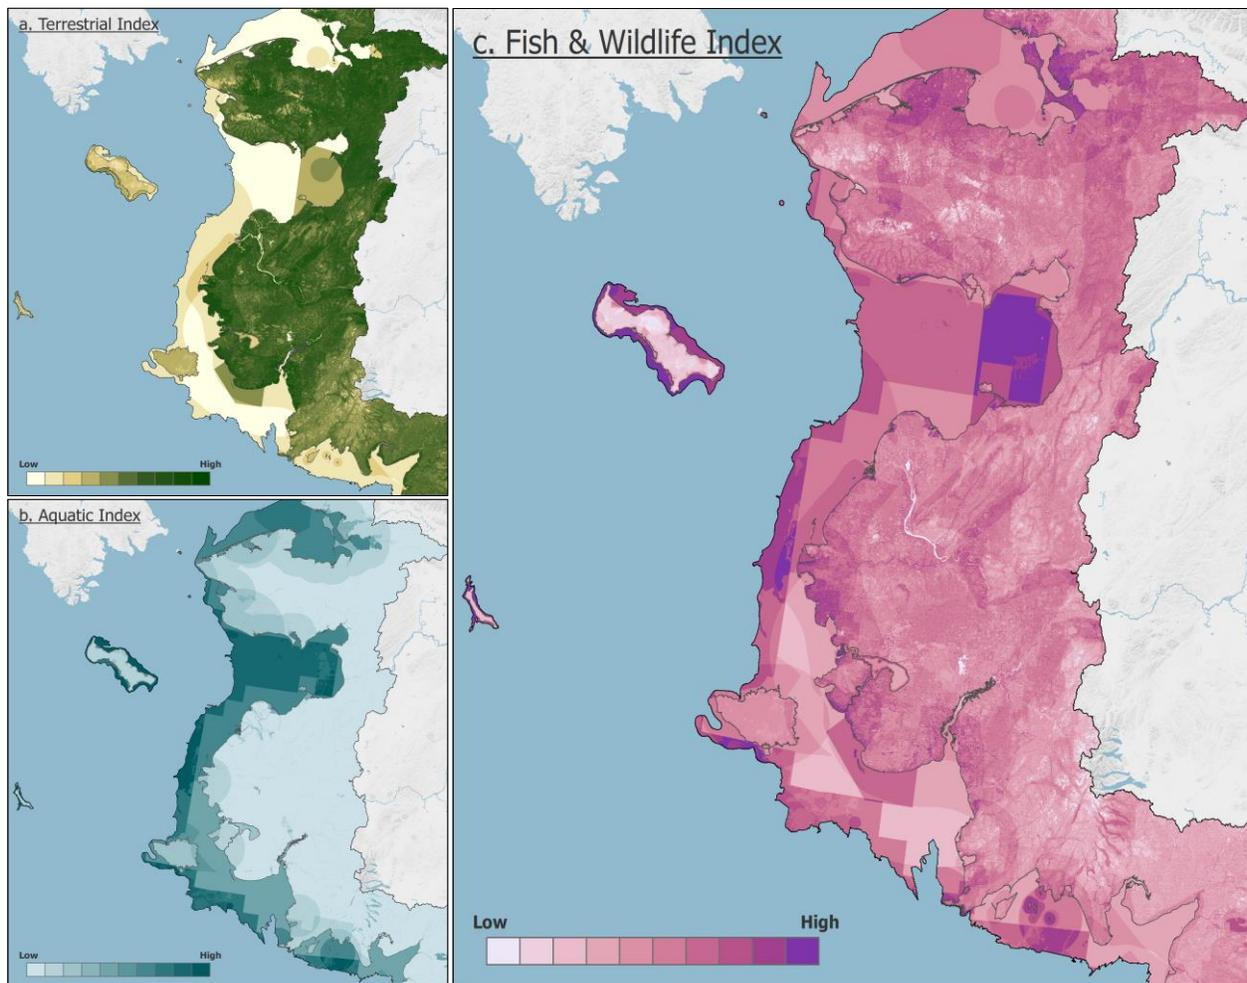 a. Terrestrial Index
Low High
b. Aquatic Index
Low High
c. Fish & Wildlife Index
Low High